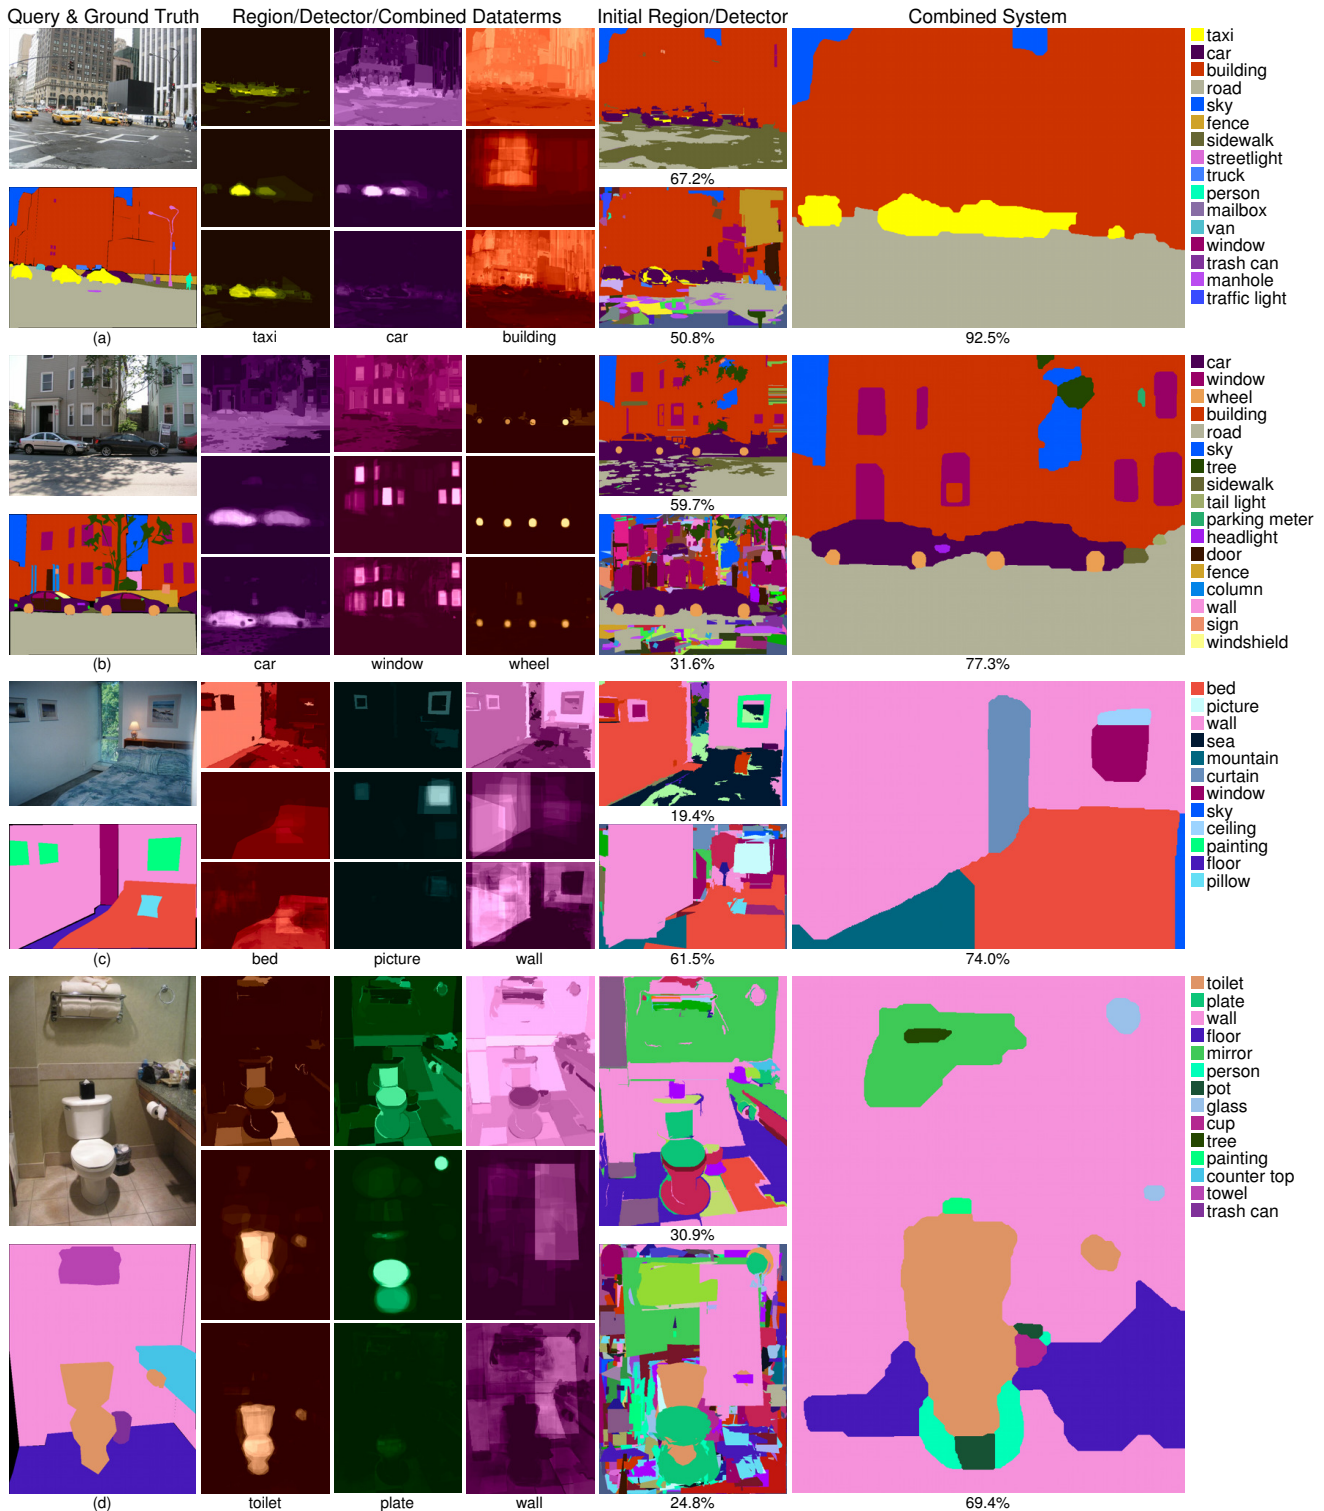 Query & Ground Truth
Region/Detector/Combined Dataterms
Initial Region/Detector
Combined System
67.2%
50.8%
92.5%
(a)
taxi
car
building
taxi
car
building
road
sky
fence
sidewalk
streetlight
truck
person
mailbox
van
window
trash can
manhole
traffic light
59.7%
31.6%
77.3%
(b)
car
window
wheel
car
window
wheel
building
road
sky
tree
sidewalk
tail light
parking meter
headlight
door
fence
column
wall
sign
windshield
19.4%
61.5%
74.0%
(c)
bed
picture
wall
bed
picture
wall
sea
mountain
curtain
window
sky
ceiling
painting
floor
pillow
30.9%
24.8%
69.4%
(d)
toilet
plate
wall
toilet
plate
wall
floor
mirror
person
pot
glass
cup
tree
painting
counter top
towel
trash can